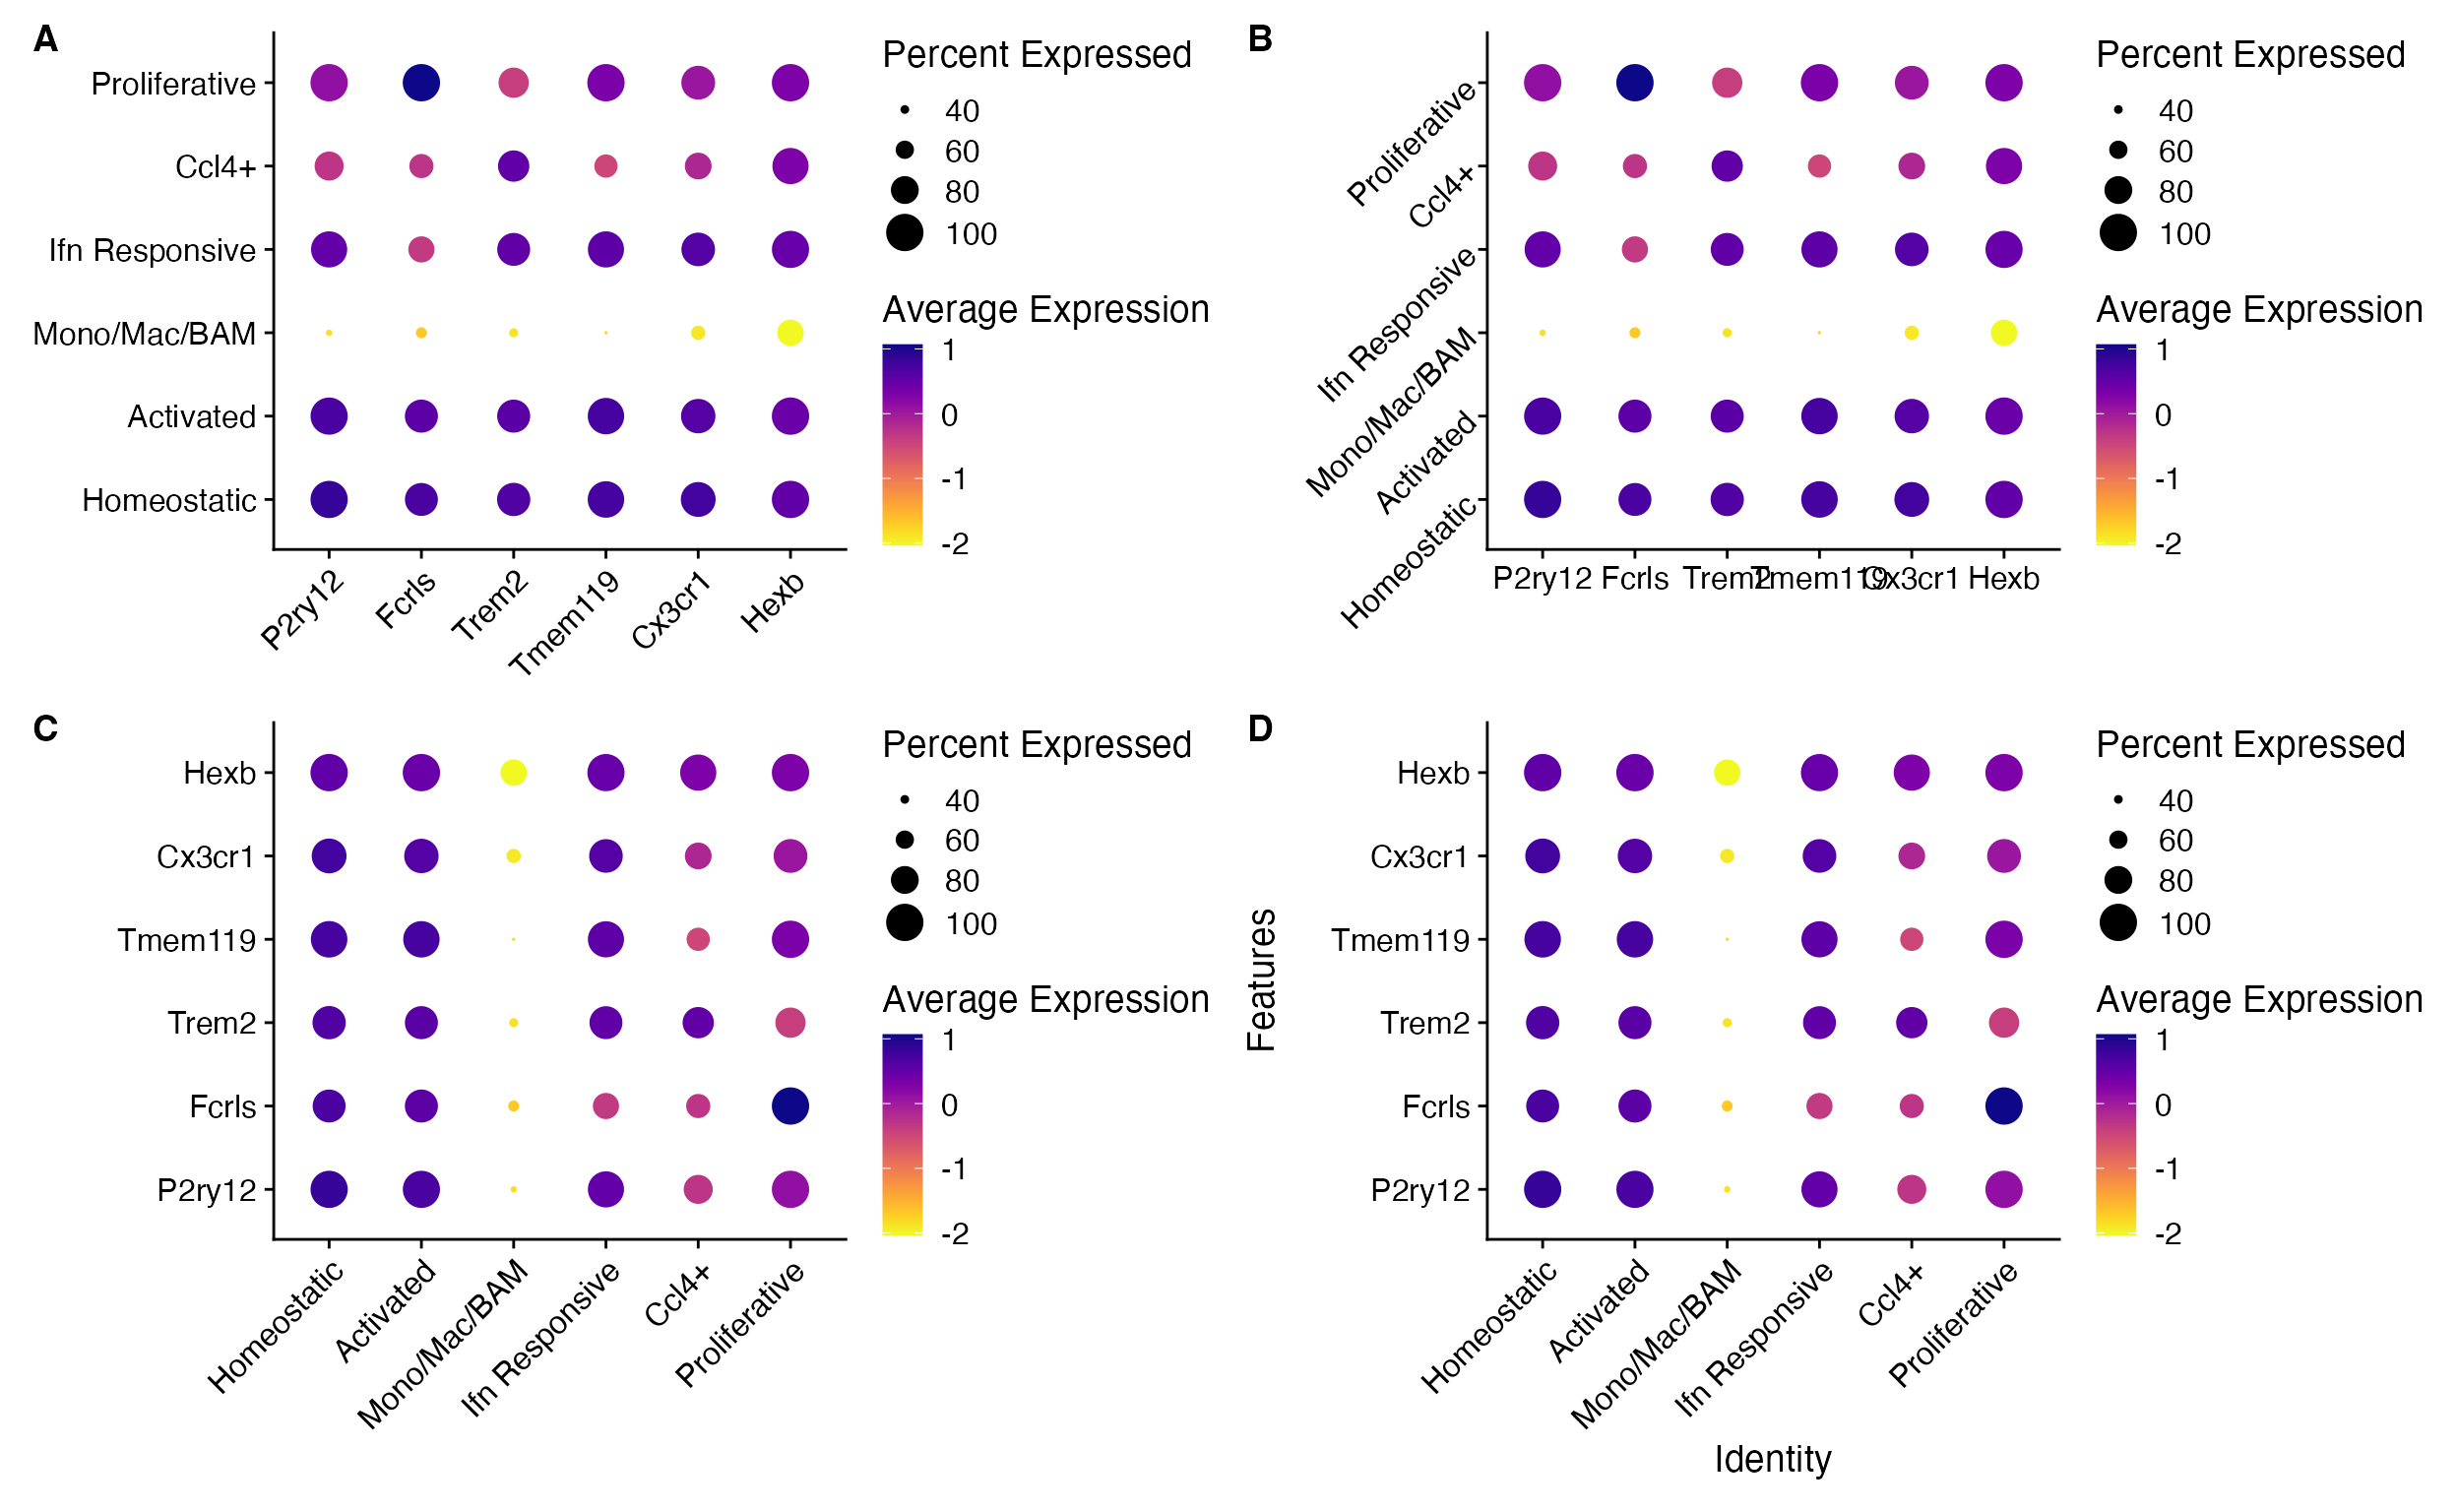 A
Proliferative
Ccl4+
Ifn Responsive
Mono/Mac/BAM
Activated
Homeostatic
P2ry12
Fcrls
Trem2
Tmem119
Cx3cr1
Hexb
Percent Expressed
40
60
80
100
Average Expression
1
0
-1
-2
B
Proliferative
Ccl4+
Ifn Responsive
Mono/Mac/BAM
Activated
Homeostatic
P2ry12 Fcrls Trem2 Tmem119 Cx3cr1 Hexb
Percent Expressed
40
60
80
100
Average Expression
1
0
-1
-2
C
Hexb
Cx3cr1
Tmem119
Trem2
Fcrls
P2ry12
Homeostatic
Activated
Mono/Mac/BAM
Ifn Responsive
Ccl4+
Proliferative
Percent Expressed
40
60
80
100
Average Expression
1
0
-1
-2
D
Features
Hexb
Cx3cr1
Tmem119
Trem2
Fcrls
P2ry12
Homeostatic
Activated
Mono/Mac/BAM
Ifn Responsive
Ccl4+
Proliferative
Identity
Percent Expressed
40
60
80
100
Average Expression
1
0
-1
-2